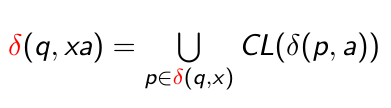 δ(q, xa) = ⋃ CL(δ(p, a))
p∈δ(q,x)